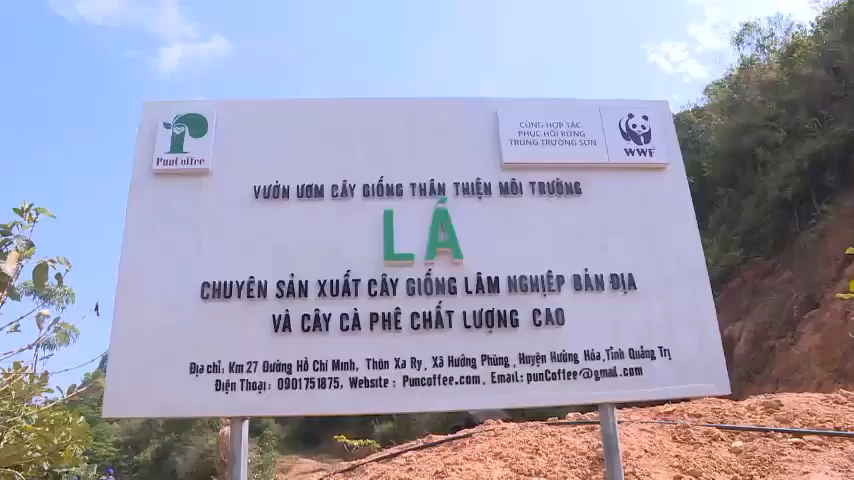 PunCoffee
CÙNG HỢP TÁC
PHỤC HỒI RỪNG
TRUNG TRƯỜNG SƠN
WWF
VƯỜN ƯƠM CÂY GIỐNG THÂN THIỆN MÔI TRƯỜNG
LÁ
CHUYÊN SẢN XUẤT CÂY GIỐNG LÂM NGHIỆP BẢN ĐỊA
VÀ CÂY CÀ PHÊ CHẤT LƯỢNG CAO
Địa chỉ: Km 27 Đường Hồ Chí Minh, Thôn Xa Ry, Xã Hướng Phùng, Huyện Hướng Hóa, Tỉnh Quảng Trị
Điện Thoại: 0901751875, Website : Puncoffee.com, Email: punCoffee@gmail.com